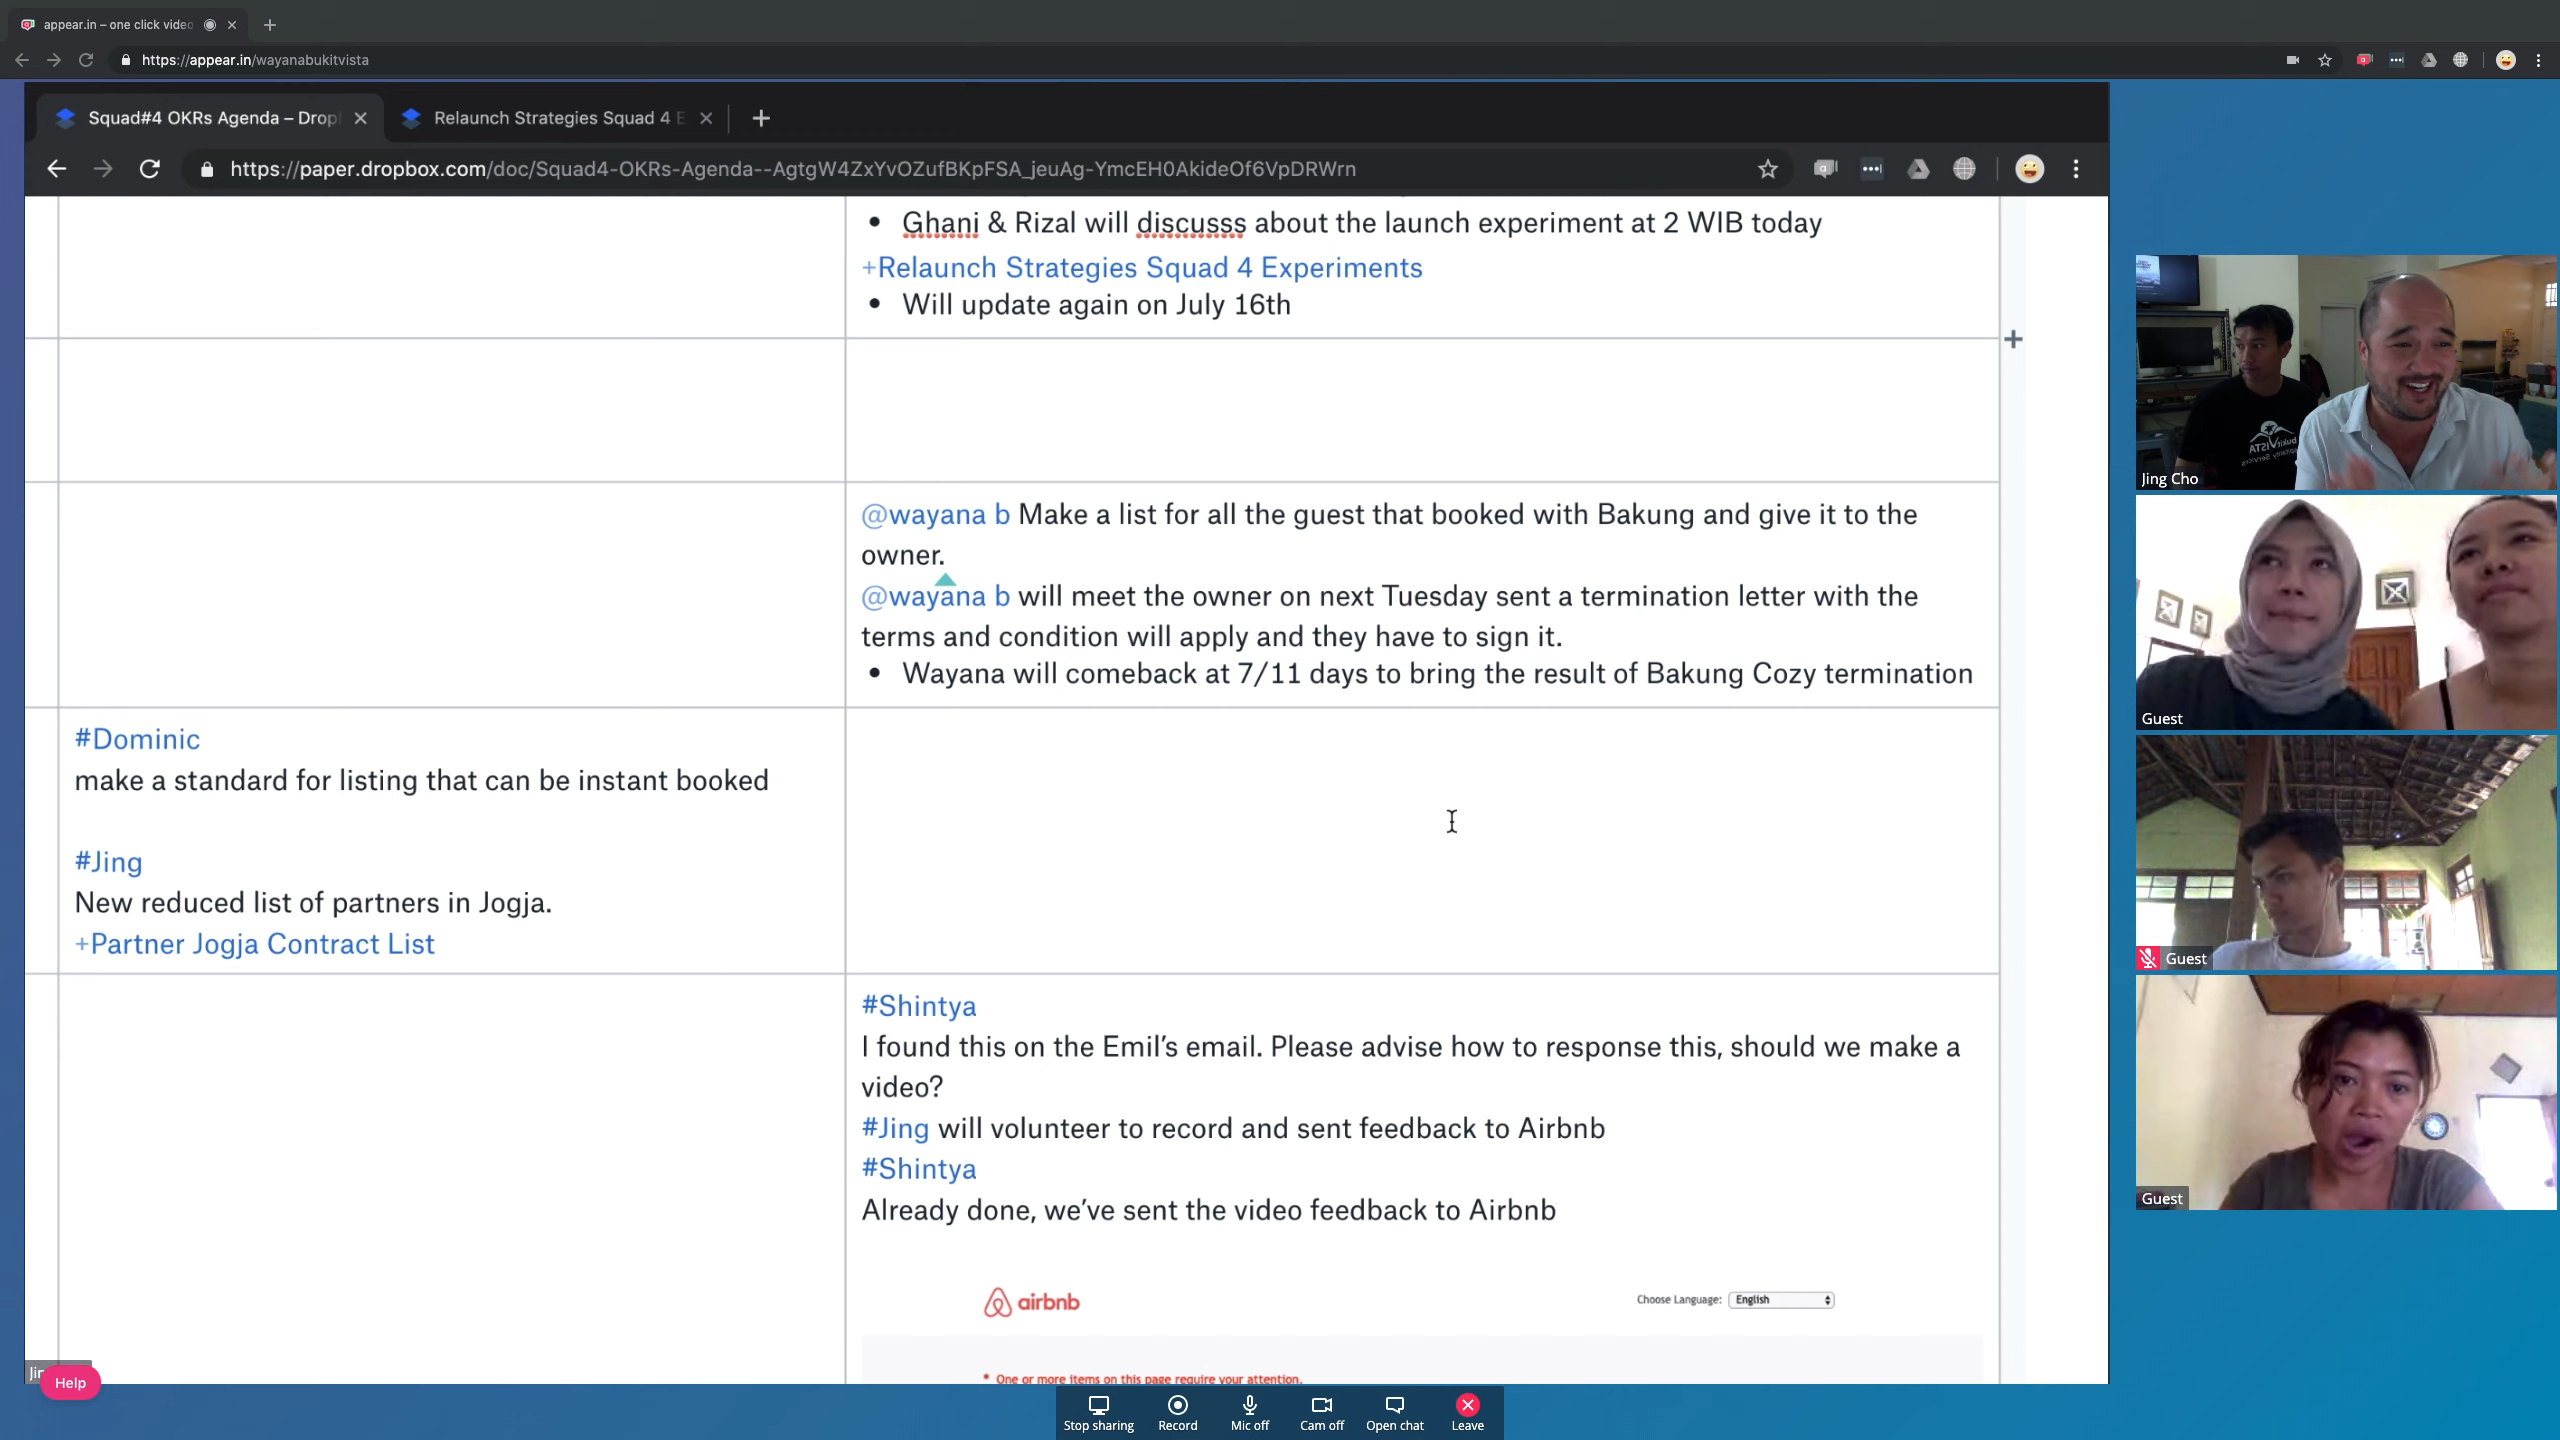 appear.in – one click video
https://appear.in/wayanabukitvista
Squad#4 OKRs Agenda – Drop
Relaunch Strategies Squad 4 E
https://paper.dropbox.com/doc/Squad4-OKRs-Agenda--AgtgW4ZxYvOZufBKpFSA_jeuAg-YmcEH0AkideOf6VpDRWrn
• Ghani & Rizal will discusss about the launch experiment at 2 WIB today
+Relaunch Strategies Squad 4 Experiments
• Will update again on July 16th
@wayana b Make a list for all the guest that booked with Bakung and give it to the
owner.
@wayana b will meet the owner on next Tuesday sent a termination letter with the
terms and condition will apply and they have to sign it.
• Wayana will comeback at 7/11 days to bring the result of Bakung Cozy termination
#Dominic
make a standard for listing that can be instant booked
#Jing
New reduced list of partners in Jogja.
+Partner Jogja Contract List
#Shintya
I found this on the Emil’s email. Please advise how to response this, should we make a
video?
#Jing will volunteer to record and sent feedback to Airbnb
#Shintya
Already done, we’ve sent the video feedback to Airbnb
airbnb
Choose Language: English
* One or more items on this page require your attention.
Jing Cho
Guest
Guest
Guest
Help
Stop sharing
Record
Mic off
Cam off
Open chat
Leave